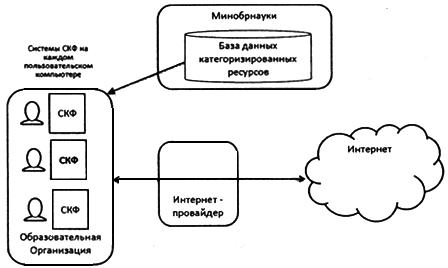 Минобрнауки
База данных
категоризированных
ресурсов
Системы СКФ на
каждом
пользовательском
компьютере
СКФ
СКФ
СКФ
Образовательная
Организация
Интернет -
провайдер
Интернет